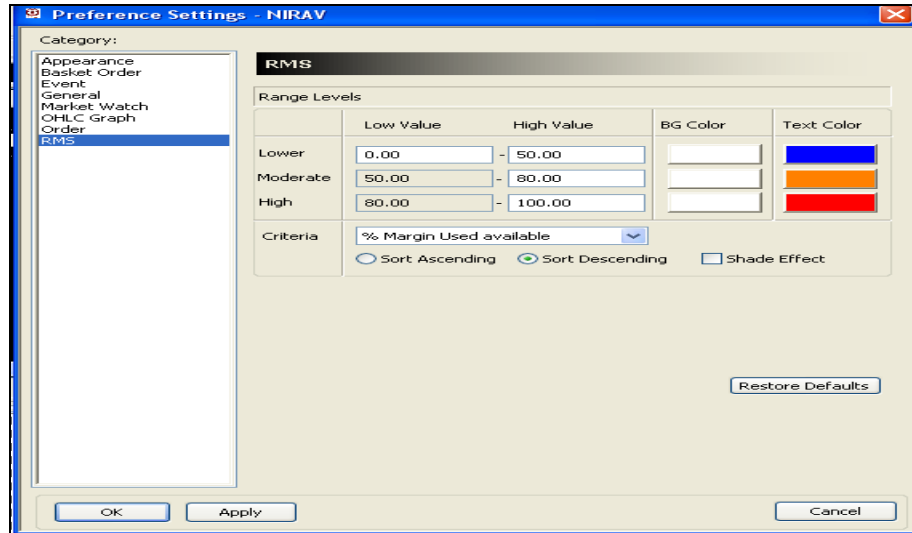 Preference Settings - NIRAV
Category:
Appearance
Basket Order
Event
General
Market Watch
OHLC Graph
Order
RMS
RMS
Range Levels
Low Value High Value BG Color Text Color
Lower 0.00 - 50.00
Moderate 50.00 - 80.00
High 80.00 - 100.00
Criteria % Margin Used available
Sort Ascending Sort Descending Shade Effect
Restore Defaults
OK Apply Cancel